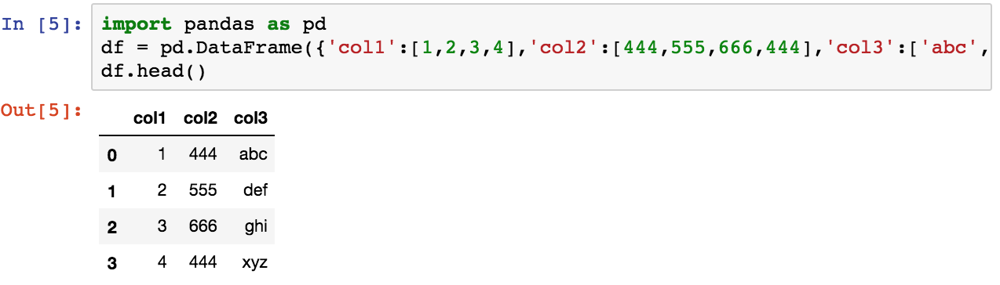 In [5]: import pandas as pd
df = pd.DataFrame({'col1':[1,2,3,4],'col2':[444,555,666,444],'col3':['abc',
df.head()
Out[5]:
col1 col2 col3
0 1 444 abc
1 2 555 def
2 3 666 ghi
3 4 444 xyz